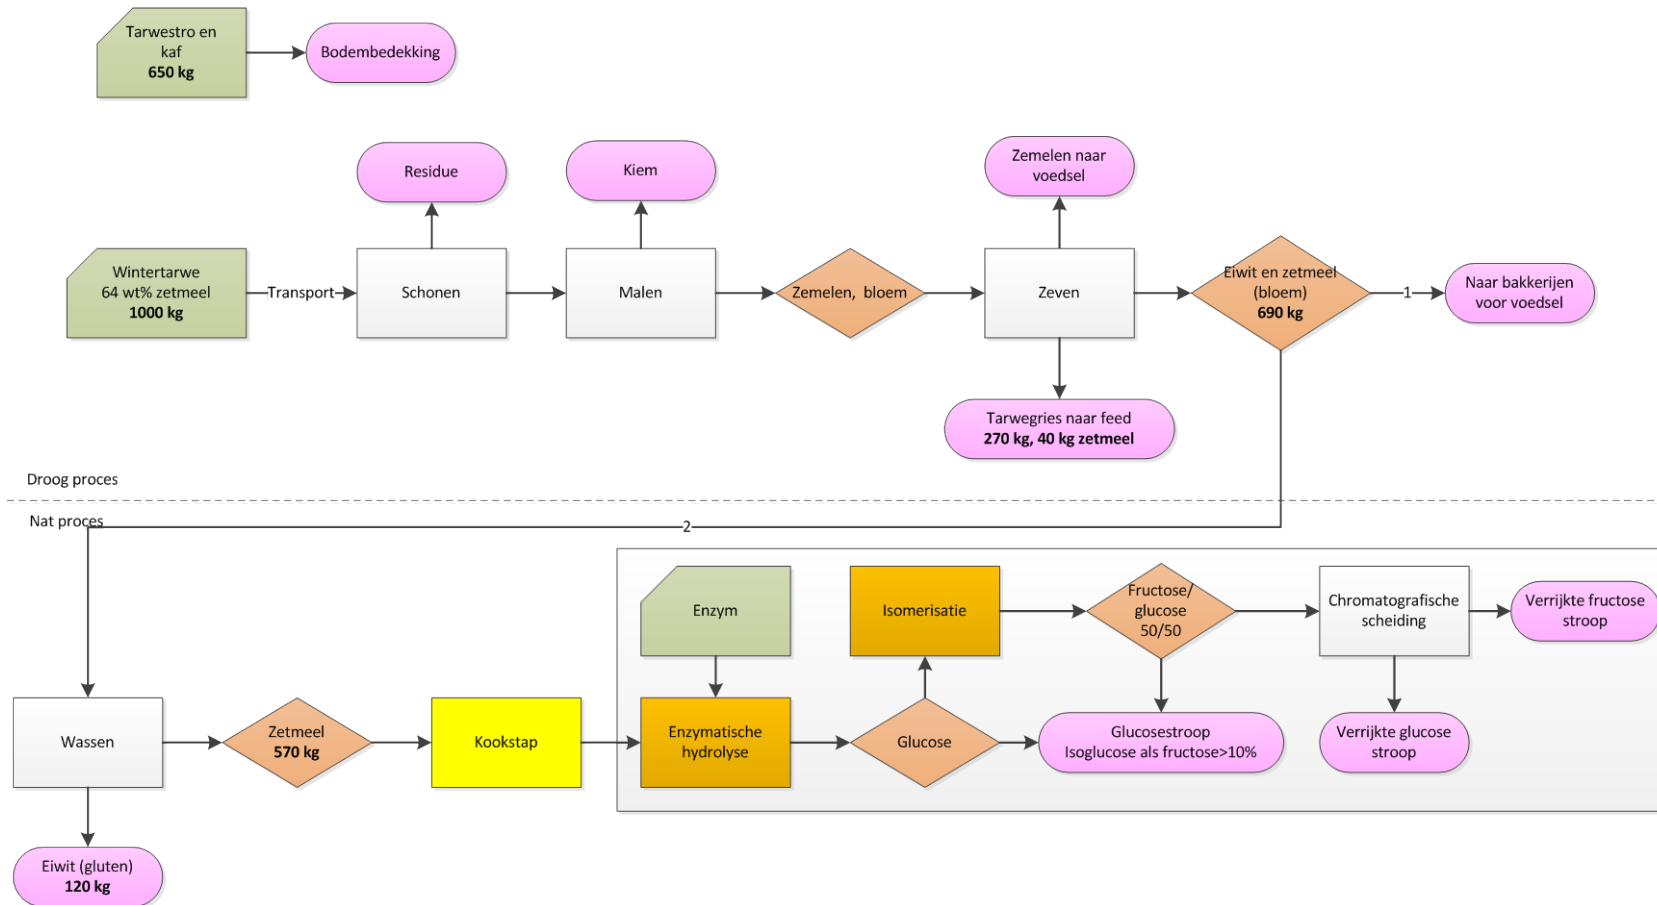 Tarwestro en
kaf
650 kg
Bodembedekking
Residue
Kiem
Zemelen naar
voedsel
Wintertarwe
64 wt% zetmeel
1000 kg
Transport
Schonen
Malen
Zemelen, bloem
Zeven
Eiwit en zetmeel
(bloem)
690 kg
1
Naar bakkerijen
voor voedsel
Tarwegries naar feed
270 kg, 40 kg zetmeel
Droog proces
Nat proces
2
Enzym
Isomerisatie
Fructose/
glucose
50/50
Chromatografische
scheiding
Verrijkte fructose
stroop
Wassen
Zetmeel
570 kg
Kookstap
Enzymatische
hydrolyse
Glucose
Glucosestroop
Isoglucose als fructose>10%
Verrijkte glucose
stroop
Eiwit (gluten)
120 kg